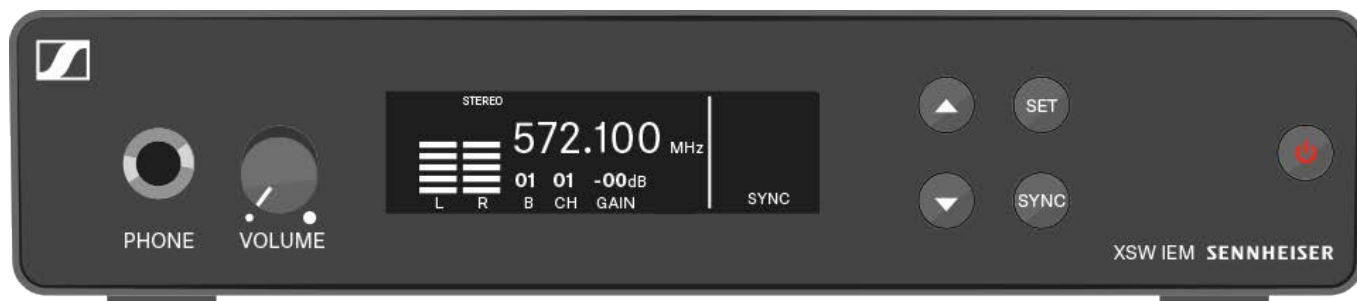 STEREO
572.100 MHz
01 01 -00dB
L R B CH GAIN
SYNC
SET
SYNC
PHONE VOLUME
XSW IEM SENNHEISER